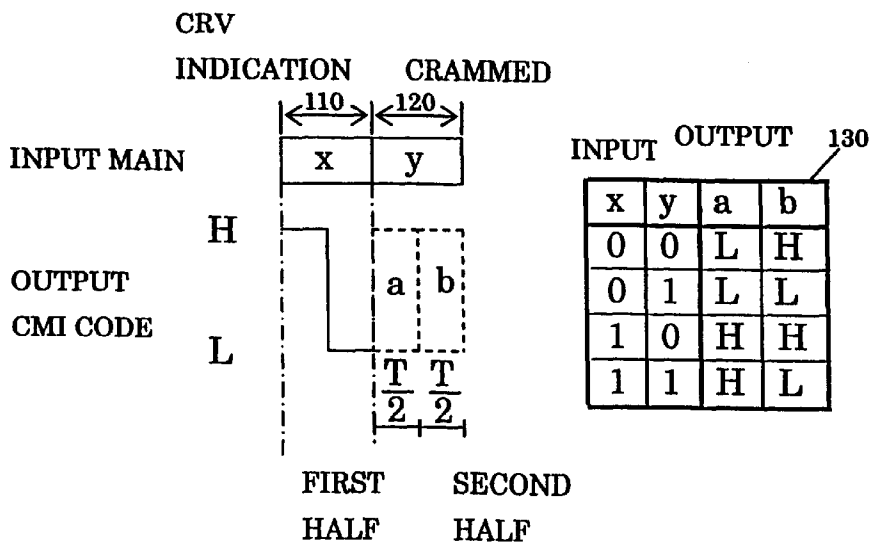 CRV
INDICATION CRAMMED
110 120
INPUT MAIN x y
H
OUTPUT a b
CMI CODE
L
T/2 T/2
FIRST SECOND
HALF HALF
INPUT OUTPUT 130
x y a b
0 0 L H
0 1 L L
1 0 H H
1 1 H L